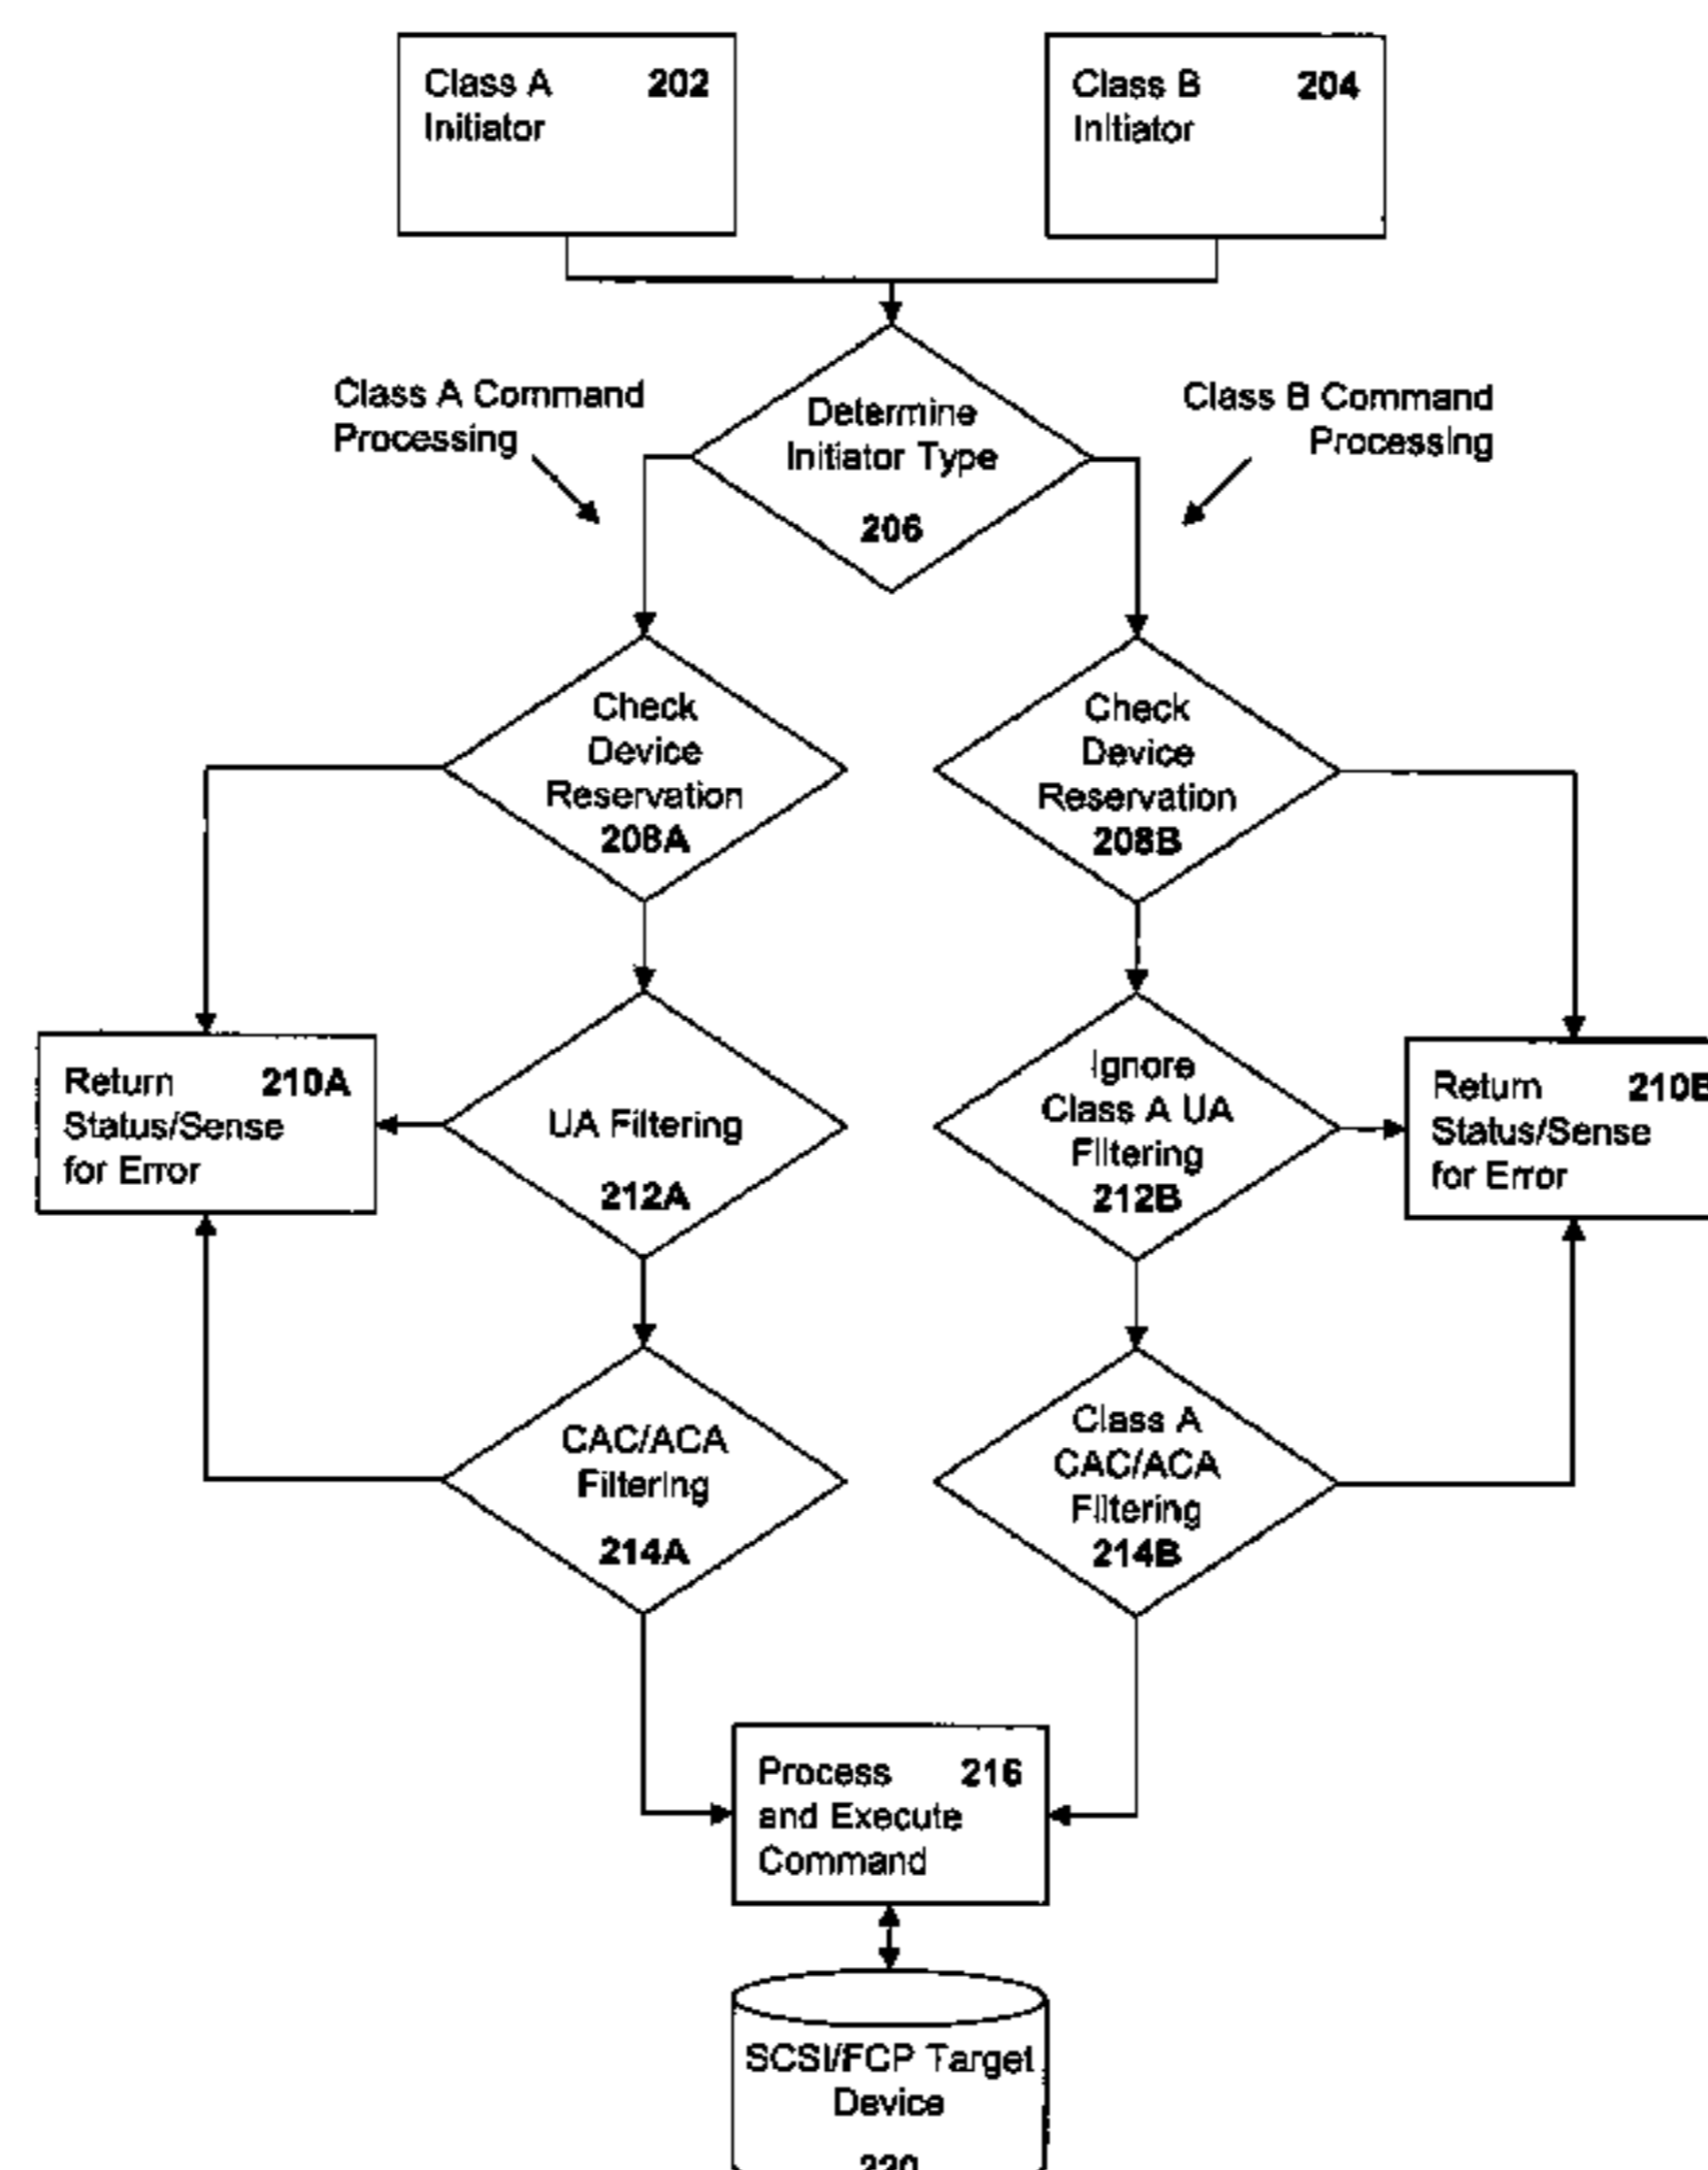 Class A 202
Initiator
Class B 204
Initiator
Class A Command
Processing
Class B Command
Processing
Determine
Initiator Type
206
Check
Device
Reservation
208A
Check
Device
Reservation
208B
Return 210A
Status/Sense
for Error
UA Filtering
212A
Ignore
Class A UA
Filtering
212B
Return 210B
Status/Sense
for Error
CAC/ACA
Filtering
214A
Class A
CAC/ACA
Filtering
214B
Process 216
and Execute
Command
SCSI/FCP Target
Device